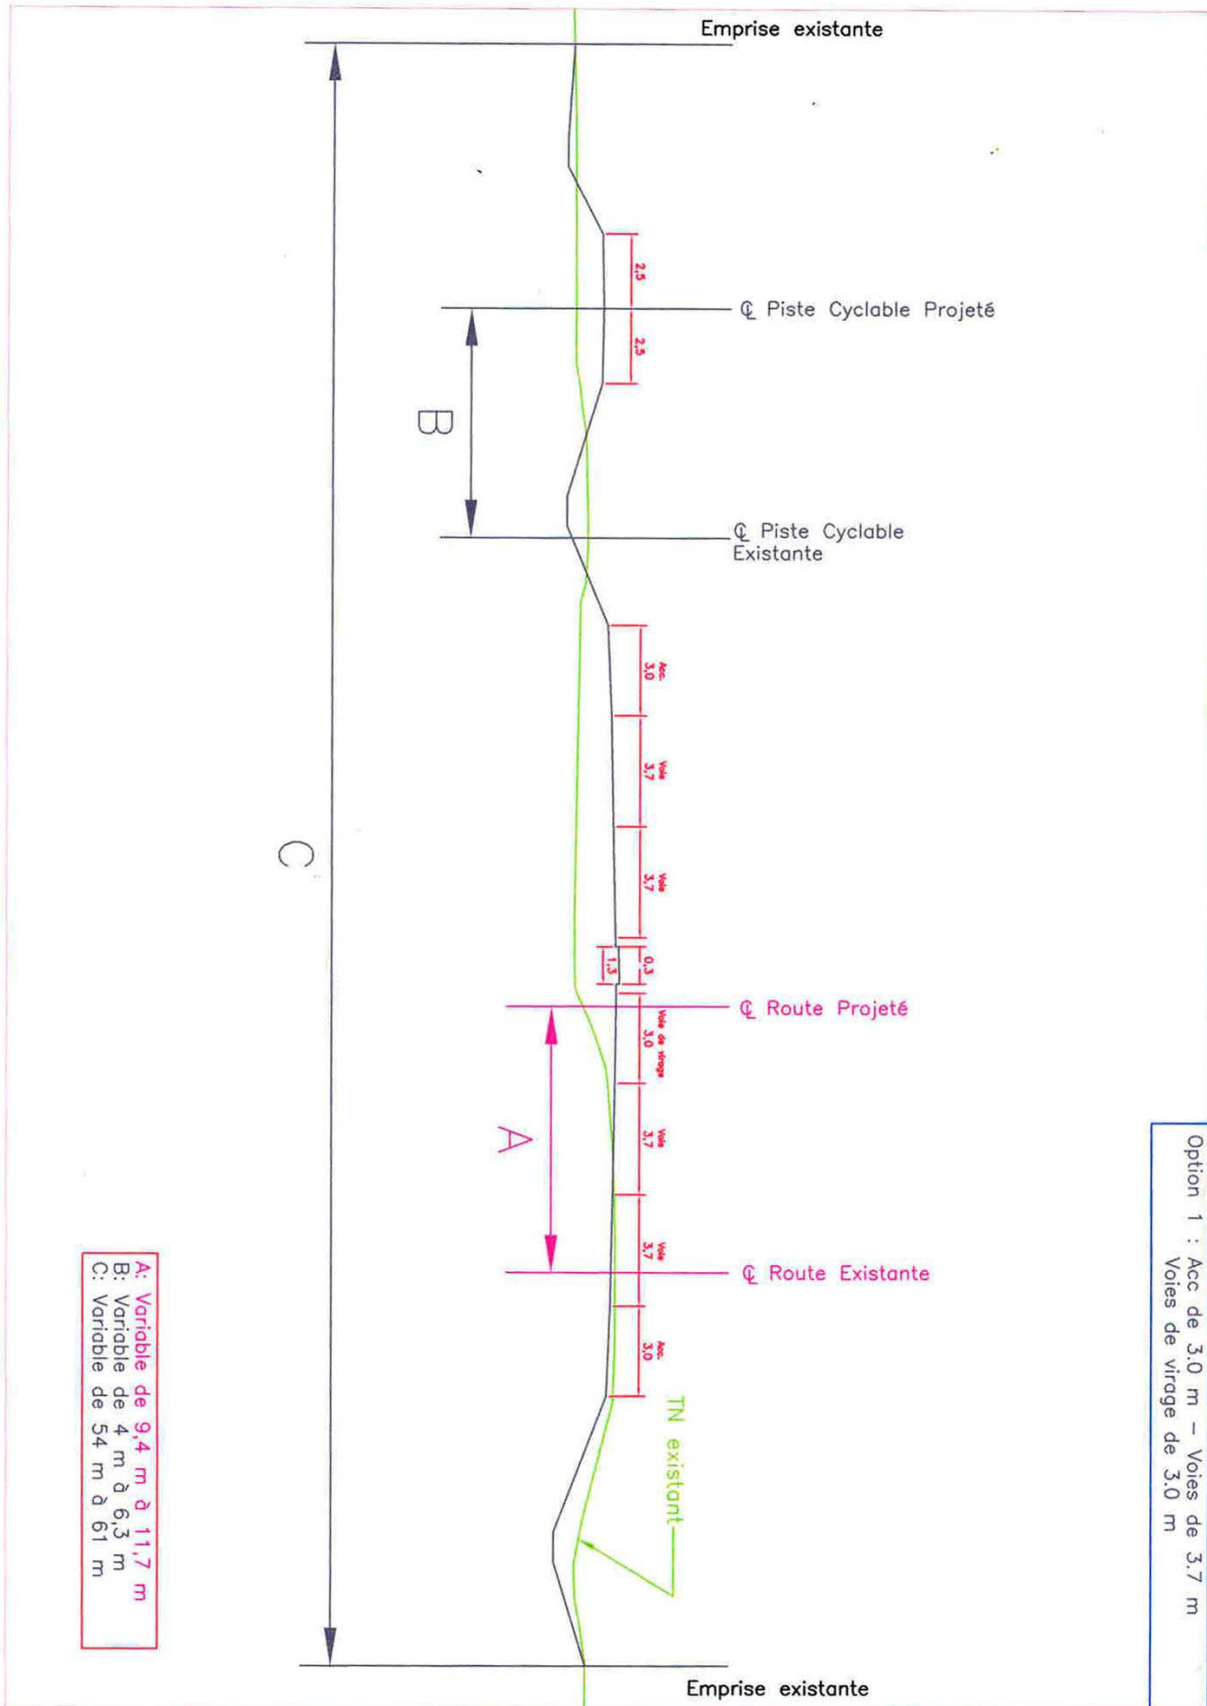 Emprise existante
2,5
℄ Piste Cyclable Projeté
2,5
B
℄ Piste Cyclable
Existante
Acc.
3,0
Voie
3,7
Voie
3,7
C
0,3
1,3
℄ Route Projeté
Voie de virage
3,0
A
Voie
3,7
Voie
3,7
℄ Route Existante
Acc.
3,0
TN existant
Option 1 : Acc de 3.0 m - Voies de 3.7 m
Voies de virage de 3.0 m
A: Variable de 9,4 m à 11,7 m
B: Variable de 4 m à 6,3 m
C: Variable de 54 m à 61 m
Emprise existante